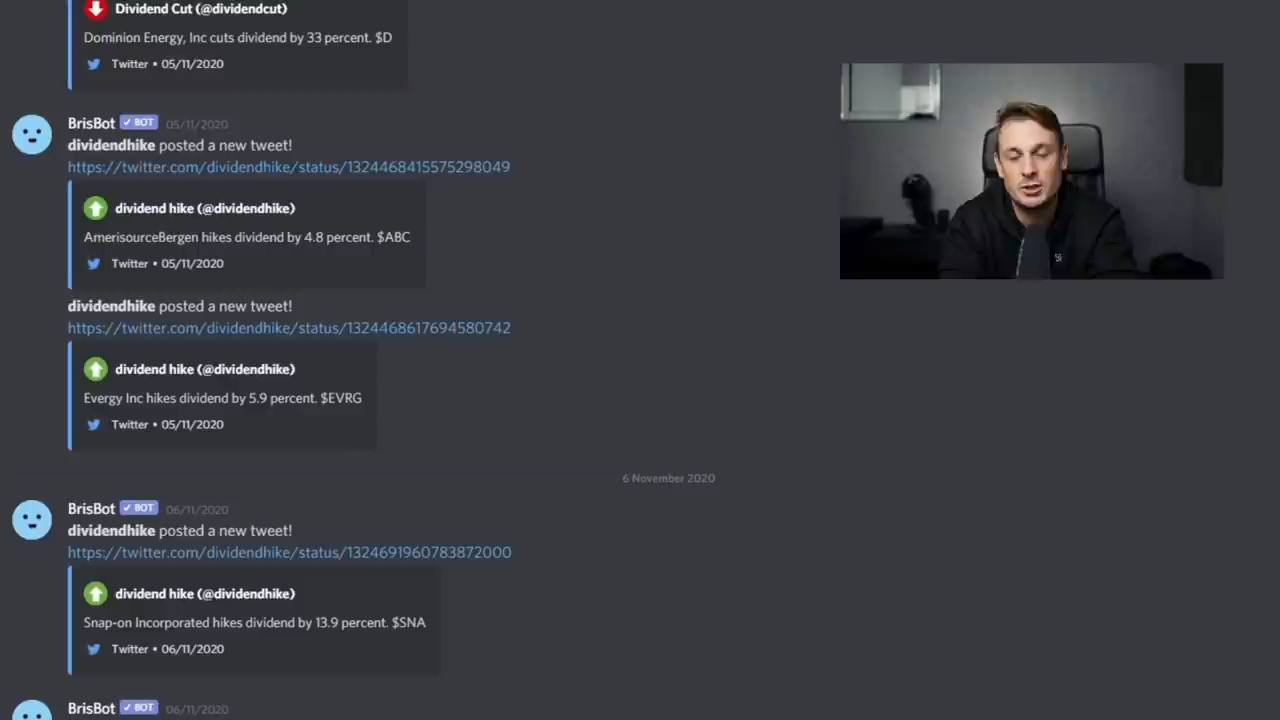 Dividend Cut (@dividendcut)
Dominion Energy, Inc cuts dividend by 33 percent. $D
Twitter • 05/11/2020
BrisBot ✓ BOT 05/11/2020
dividendhike posted a new tweet!
https://twitter.com/dividendhike/status/1324468415575298049
dividend hike (@dividendhike)
AmerisourceBergen hikes dividend by 4.8 percent. $ABC
Twitter • 05/11/2020
dividendhike posted a new tweet!
https://twitter.com/dividendhike/status/1324468617694580742
dividend hike (@dividendhike)
Evergy Inc hikes dividend by 5.9 percent. $EVRG
Twitter • 05/11/2020
6 November 2020
BrisBot ✓ BOT 06/11/2020
dividendhike posted a new tweet!
https://twitter.com/dividendhike/status/1324691960783872000
dividend hike (@dividendhike)
Snap-on Incorporated hikes dividend by 13.9 percent. $SNA
Twitter • 06/11/2020
BrisBot ✓ BOT 06/11/2020